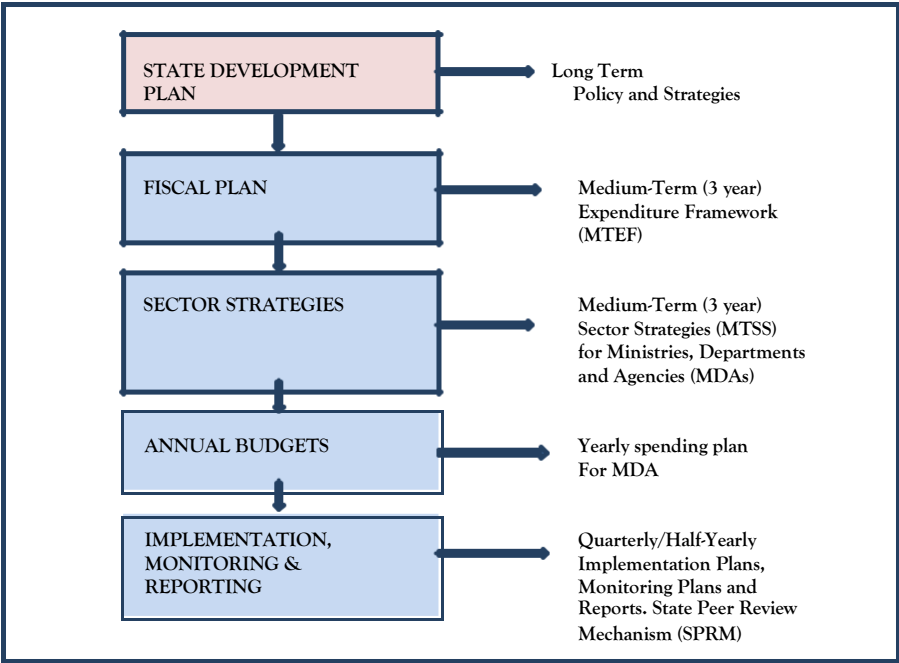 STATE DEVELOPMENT
PLAN
Long Term
Policy and Strategies
FISCAL PLAN
Medium-Term (3 year)
Expenditure Framework
(MTEF)
SECTOR STRATEGIES
Medium-Term (3 year)
Sector Strategies (MTSS)
for Ministries, Departments
and Agencies (MDAs)
ANNUAL BUDGETS
Yearly spending plan
For MDA
IMPLEMENTATION,
MONITORING &
REPORTING
Quarterly/Half-Yearly
Implementation Plans,
Monitoring Plans and
Reports. State Peer Review
Mechanism (SPRM)